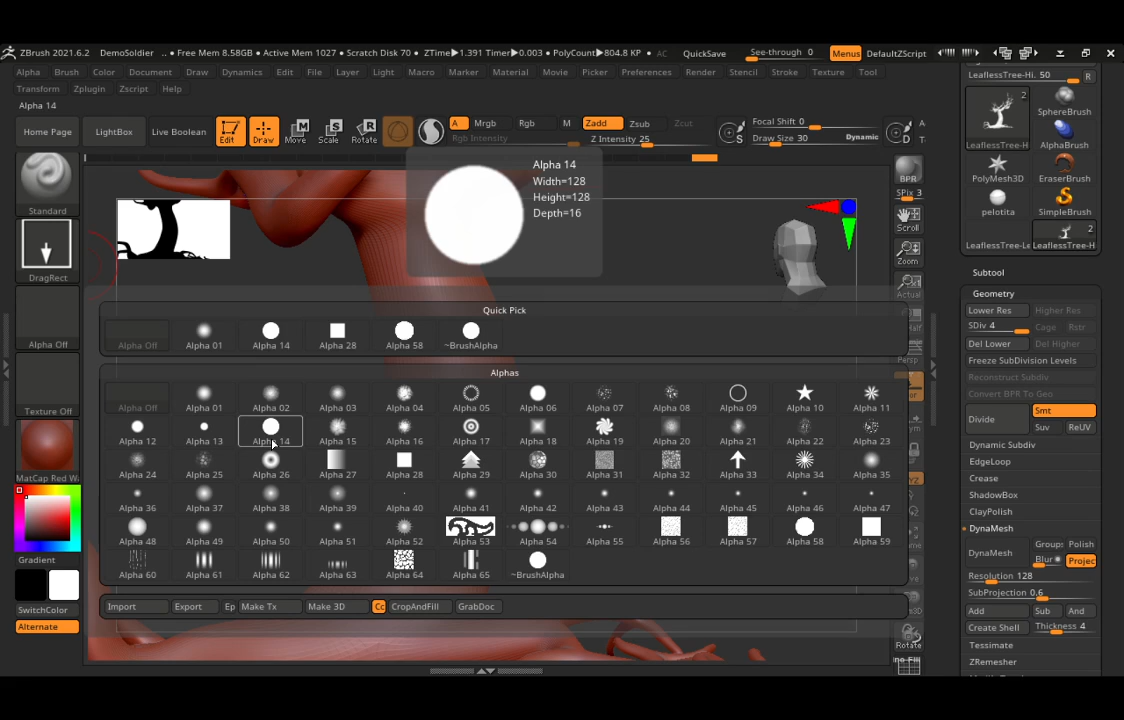 ZBrush 2021.6.2 DemoSoldier .. ● Free Mem 8.58GB ● Active Mem 1027 ● Scratch Disk 70 ● ZTime▶1.391 Timer▶0.003 ● PolyCount▶804.8 KP ● AC QuickSave See-through 0 Menus DefaultZScript
Alpha Brush Color Document Draw Dynamics Edit File Layer Light Macro Marker Material Movie Picker Preferences Render Stencil Stroke Texture Tool
Transform Zplugin Zscript Help
Alpha 14
Home Page LightBox Live Boolean Edit Draw Move Scale Rotate
A Mrgb Rgb M Zadd Zsub Zcut
Rgb Intensity Z Intensity 25
S Focal Shift 0
Draw Size 30 Dynamic D
Standard
DragRect
Alpha Off
Texture Off
MatCap Red W
Gradient
SwitchColor
Alternate
Alpha 14
Width=128
Height=128
Depth=16
Quick Pick
Alpha Off Alpha 01 Alpha 14 Alpha 28 Alpha 58 ~BrushAlpha
Alphas
Alpha Off Alpha 01 Alpha 02 Alpha 03 Alpha 04 Alpha 05 Alpha 06 Alpha 07 Alpha 08 Alpha 09 Alpha 10 Alpha 11
Alpha 12 Alpha 13 Alpha 14 Alpha 15 Alpha 16 Alpha 17 Alpha 18 Alpha 19 Alpha 20 Alpha 21 Alpha 22 Alpha 23
Alpha 24 Alpha 25 Alpha 26 Alpha 27 Alpha 28 Alpha 29 Alpha 30 Alpha 31 Alpha 32 Alpha 33 Alpha 34 Alpha 35
Alpha 36 Alpha 37 Alpha 38 Alpha 39 Alpha 40 Alpha 41 Alpha 42 Alpha 43 Alpha 44 Alpha 45 Alpha 46 Alpha 47
Alpha 48 Alpha 49 Alpha 50 Alpha 51 Alpha 52 Alpha 53 Alpha 54 Alpha 55 Alpha 56 Alpha 57 Alpha 58 Alpha 59
Alpha 60 Alpha 61 Alpha 62 Alpha 63 Alpha 64 Alpha 65 ~BrushAlpha
Import Export Ep Make Tx Make 3D Cc CropAndFill GrabDoc
BPR
SPix 3
Scroll
Zoom
Actual
Persp
Rotate
LeaflessTree-Hi. 50 R
2
LeaflessTree-H SphereBrush
AlphaBrush
PolyMesh3D EraserBrush
pelotita SimpleBrush
2
LeaflessTree-Le LeaflessTree-H
Subtool
Geometry
Lower Res Higher Res
SDiv 4 Cage Rstr
Del Lower Del Higher
Freeze SubDivision Levels
Reconstruct Subdiv
Convert BPR To Geo
Divide Smt
Suv ReUV
Dynamic Subdiv
EdgeLoop
Crease
ShadowBox
ClayPolish
DynaMesh
DynaMesh Groups Polish
Blur Projec
Resolution 128
SubProjection 0.6
Add Sub And
Create Shell Thickness 4
Tessimate
ZRemesher